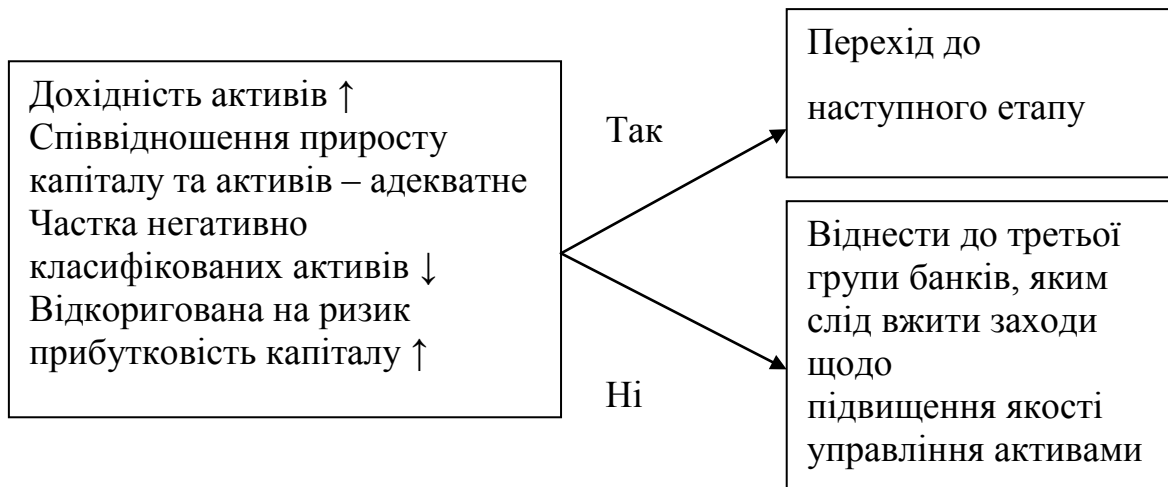 Дохідність активів ↑
Співвідношення приросту
капіталу та активів – адекватне
Частка негативно
класифікованих активів ↓
Відкоригована на ризик
прибутковість капіталу ↑
Так
Ні
Перехід до
наступного етапу
Віднести до третьої
групи банків, яким
слід вжити заходи
щодо
підвищення якості
управління активами